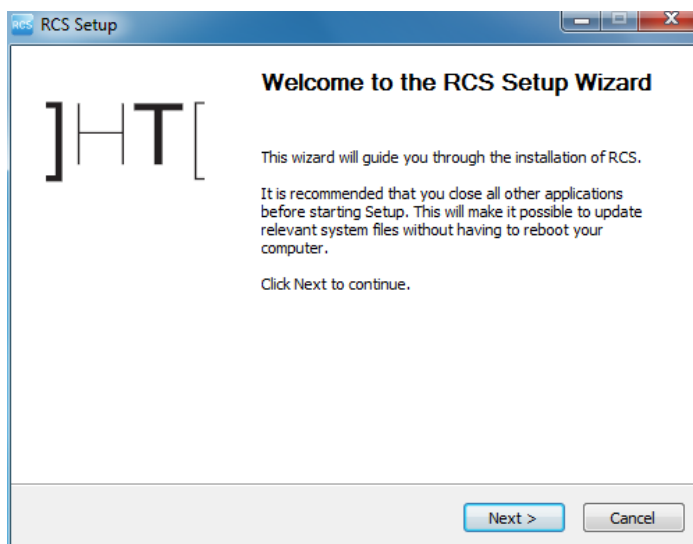 RCS RCS Setup
Welcome to the RCS Setup Wizard
]HT[
This wizard will guide you through the installation of RCS.
It is recommended that you close all other applications
before starting Setup. This will make it possible to update
relevant system files without having to reboot your
computer.
Click Next to continue.
Next >
Cancel